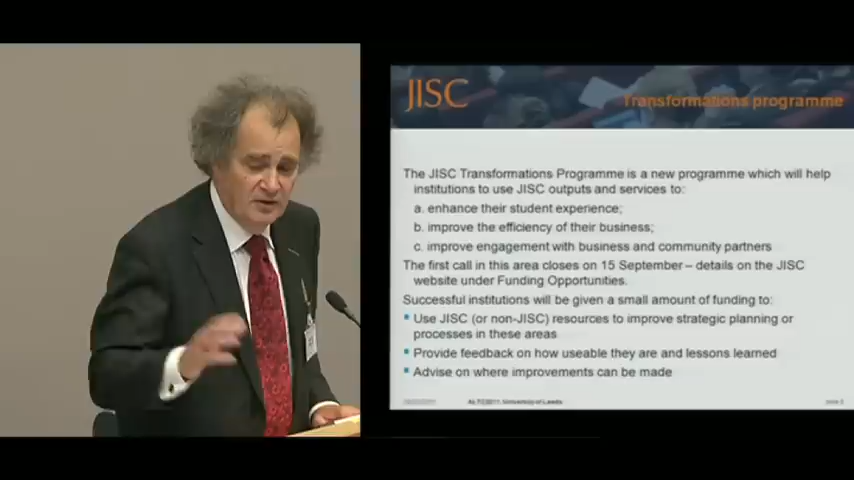 JISC
Transformations programme
The JISC Transformations Programme is a new programme which will help
institutions to use JISC outputs and services to:
a. enhance their student experience;
b. improve the efficiency of their business;
c. improve engagement with business and community partners
The first call in this area closes on 15 September – details on the JISC
website under Funding Opportunities.
Successful institutions will be given a small amount of funding to:
Use JISC (or non-JISC) resources to improve strategic planning or
processes in these areas
Provide feedback on how useable they are and lessons learned
Advise on where improvements can be made
University of Leeds